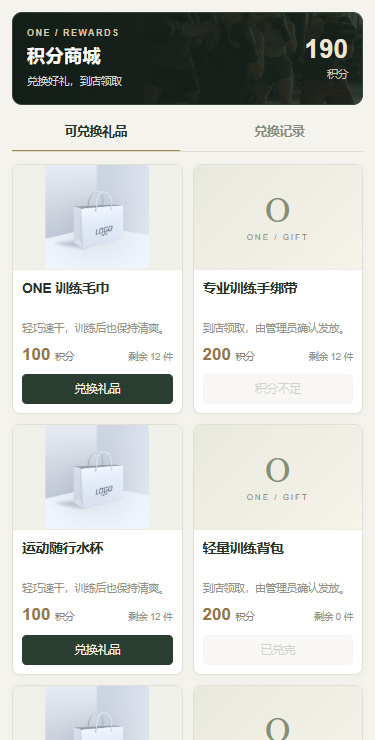 ONE / REWARDS
积分商城
兑换好礼，到店领取
190
积分
可兑换礼品
兑换记录
LOGO
O
ONE / GIFT
ONE 训练毛巾
轻巧速干，训练后也保持清爽。
100 积分
剩余 12 件
兑换礼品
专业训练手绑带
到店领取，由管理员确认发放。
200 积分
剩余 12 件
积分不足
LOGO
O
ONE / GIFT
运动随行水杯
轻巧速干，训练后也保持清爽。
100 积分
剩余 12 件
兑换礼品
轻量训练背包
到店领取，由管理员确认发放。
200 积分
剩余 0 件
已兑完
O